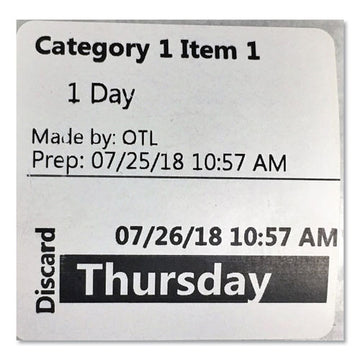 Category 1 Item 1
1 Day
Made by: OTL
Prep: 07/25/18 10:57 AM
Discard
07/26/18 10:57 AM
Thursday